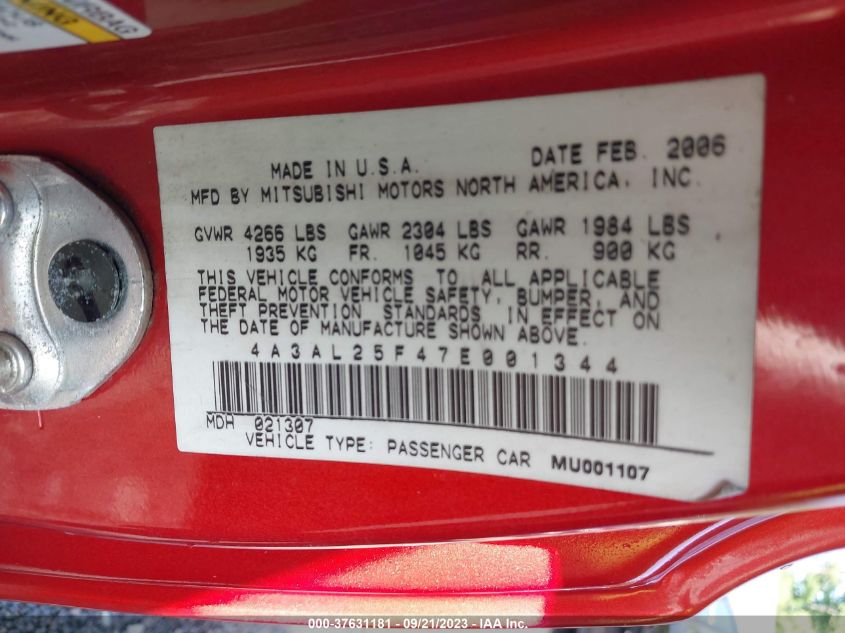 MADE IN U.S.A. DATE FEB. 2006
MFD BY MITSUBISHI MOTORS NORTH AMERICA, INC.
GVWR 4266 LBS GAWR 2304 LBS GAWR 1984 LBS
1935 KG FR. 1045 KG RR. 900 KG
THIS VEHICLE CONFORMS TO ALL APPLICABLE
FEDERAL MOTOR VEHICLE SAFETY, BUMPER, AND
THEFT PREVENTION STANDARDS IN EFFECT ON
THE DATE OF MANUFACTURE SHOWN ABOVE.
4A3AL25F47E001344
MDH 021307
VEHICLE TYPE: PASSENGER CAR MU001107
000-37631181 - 09/21/2023 - IAA Inc.